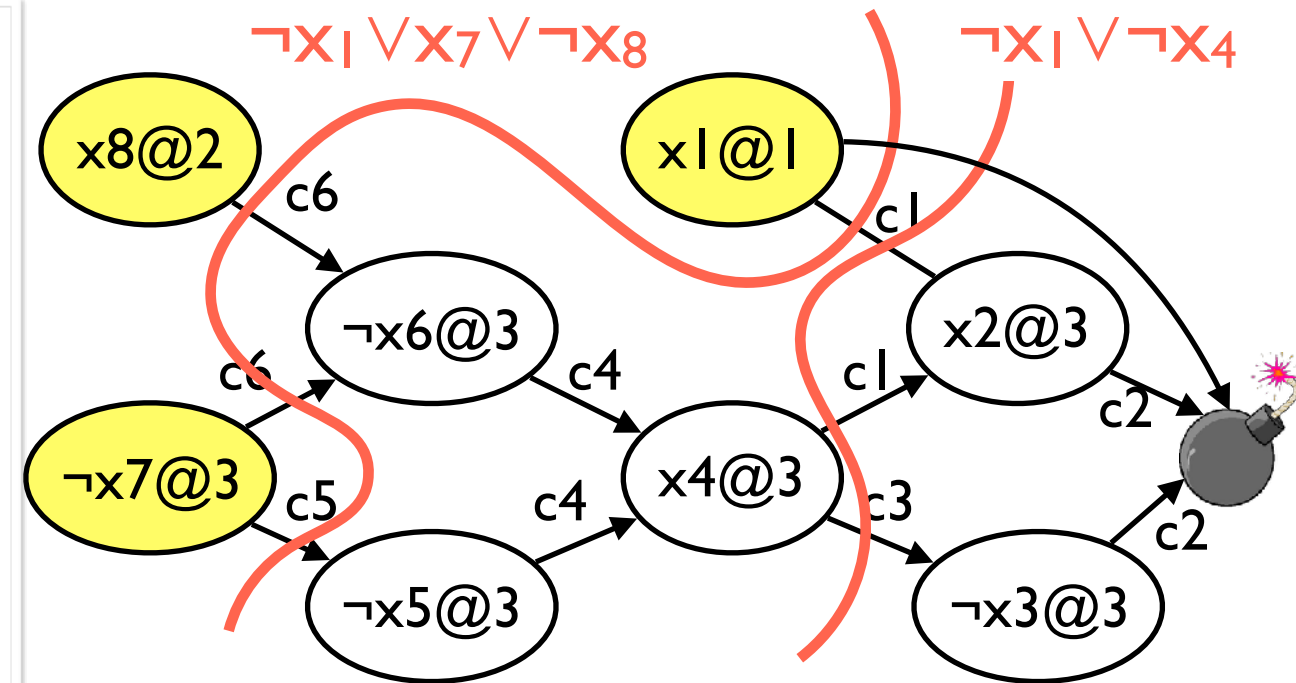 ¬x₁ ∨ x₇ ∨ ¬x₈
¬x₁ ∨ ¬x₄
x8@2
x1@1
c6
c1
¬x6@3
x2@3
c6
c4
c1
c2
¬x7@3
x4@3
c5
c4
c3
c2
¬x5@3
¬x3@3